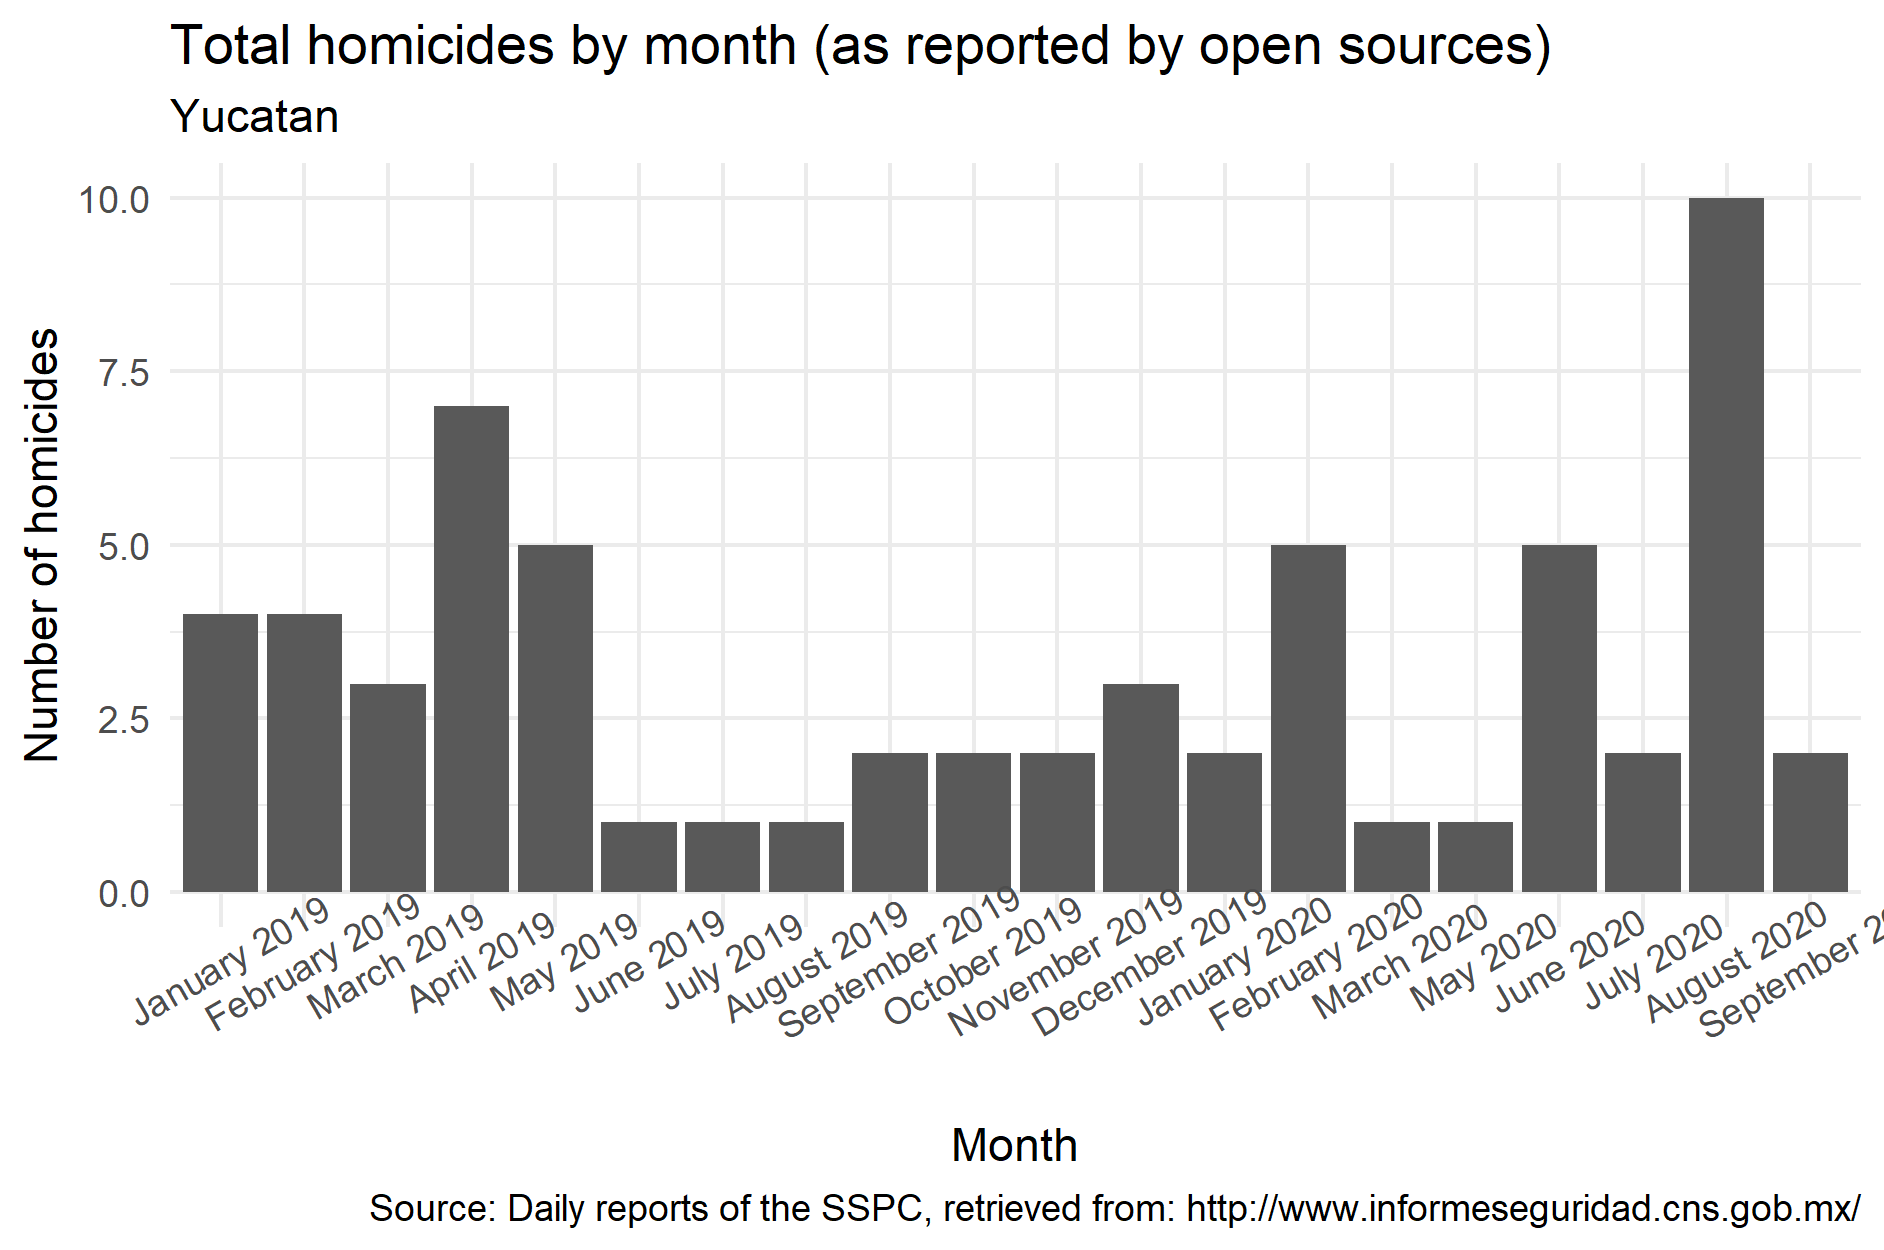 Total homicides by month (as reported by open sources)
Yucatan
10.0
7.5
5.0
2.5
0.0
Number of homicides
January 2019
February 2019
March 2019
April 2019
May 2019
June 2019
July 2019
August 2019
September 2019
October 2019
November 2019
December 2019
January 2020
February 2020
March 2020
May 2020
June 2020
July 2020
August 2020
September
Month
Source: Daily reports of the SSPC, retrieved from: http://www.informeseguridad.cns.gob.mx/